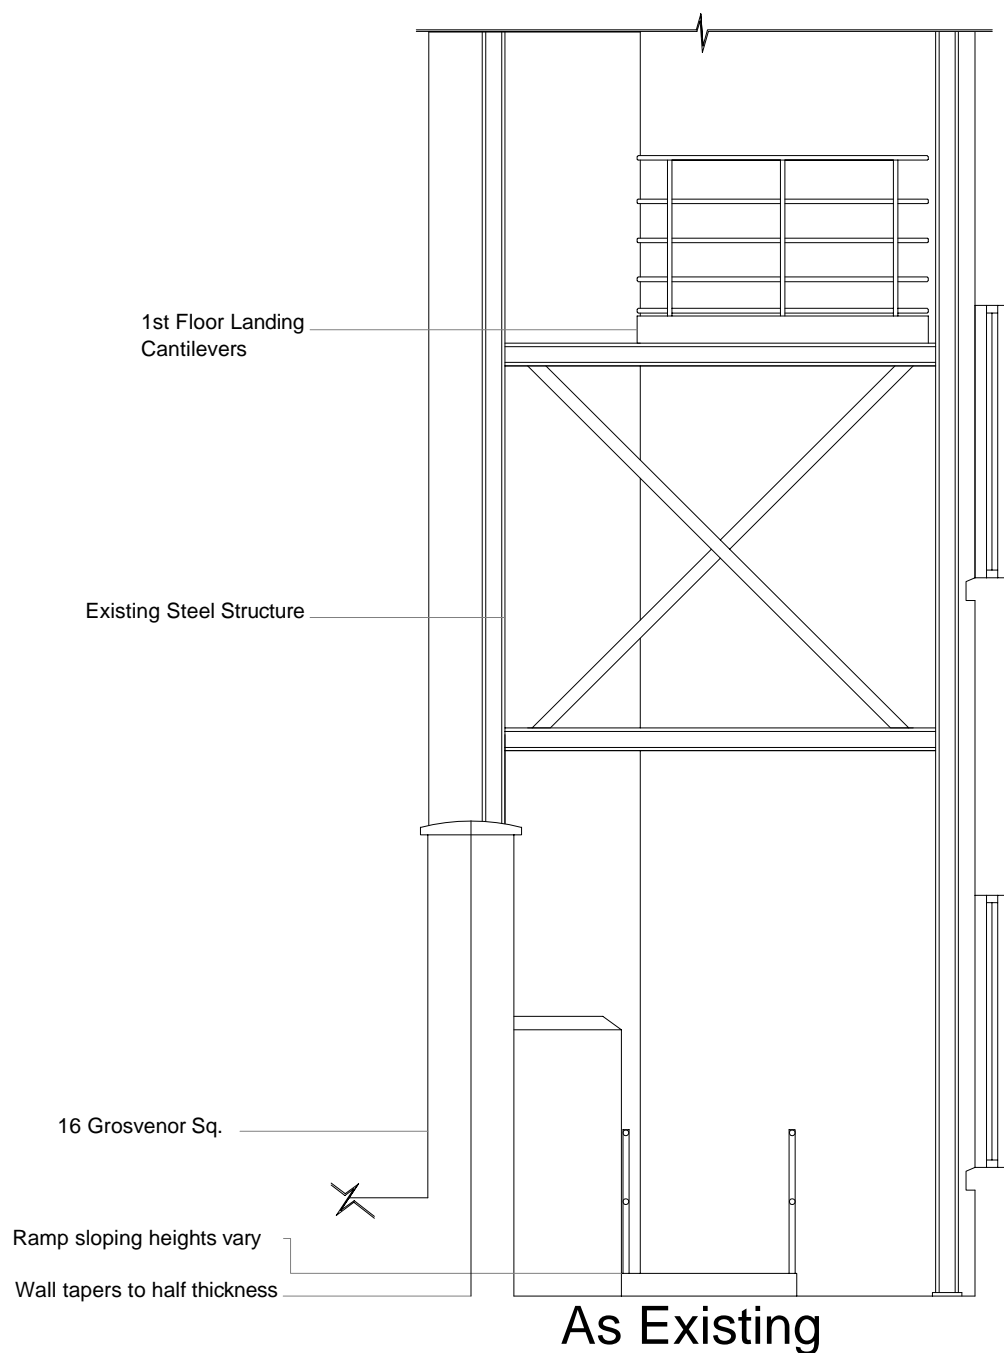 1st Floor Landing
Cantilevers
Existing Steel Structure
16 Grosvenor Sq.
Ramp sloping heights vary
Wall tapers to half thickness
As Existing